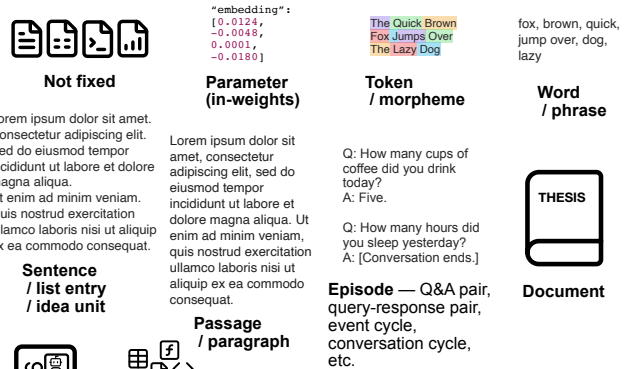 "embedding":
[0.0124,
-0.0048,
0.0001,
-0.0180]
The Quick Brown
Fox Jumps Over
The Lazy Dog
fox, brown, quick,
jump over, dog,
lazy
Not fixed
Parameter
(in-weights)
Token
/ morpheme
Word
/ phrase
orem ipsum dolor sit amet.
onsectetur adipiscing elit.
ed do eiusmod tempor
cididunt ut labore et dolore
agna aliqua.
t enim ad minim veniam.
uis nostrud exercitation
lamco laboris nisi ut aliquip
x ea commodo consequat.
Sentence
/ list entry
/ idea unit
Lorem ipsum dolor sit
amet, consectetur
adipiscing elit, sed do
eiusmod tempor
incididunt ut labore et
dolore magna aliqua. Ut
enim ad minim veniam,
quis nostrud exercitation
ullamco laboris nisi ut
aliquip ex ea commodo
consequat.
Passage
/ paragraph
Q: How many cups of
coffee did you drink
today?
A: Five.
Q: How many hours did
you sleep yesterday?
A: [Conversation ends.]
Episode — Q&A pair,
query-response pair,
event cycle,
conversation cycle,
etc.
THESIS
Document
f